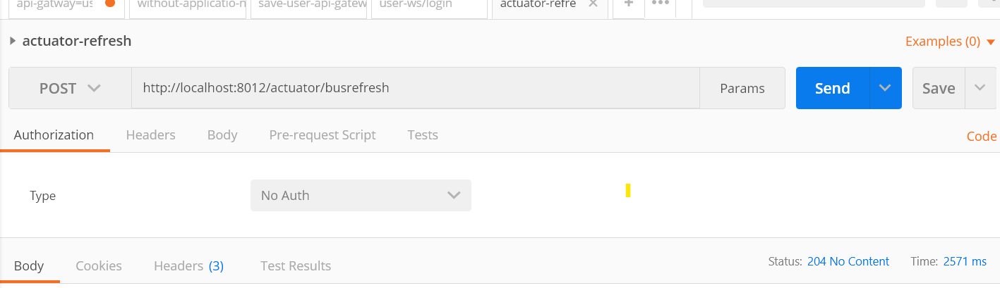 api-gatway=us
without-applicatio-n
save-user-api-gatew
user-ws/login
actuator-refre
actuator-refresh
Examples (0)
POST
http://localhost:8012/actuator/busrefresh
Params
Send
Save
Authorization
Headers
Body
Pre-request Script
Tests
Code
Type
No Auth
Body
Cookies
Headers (3)
Test Results
Status: 204 No Content
Time: 2571 ms